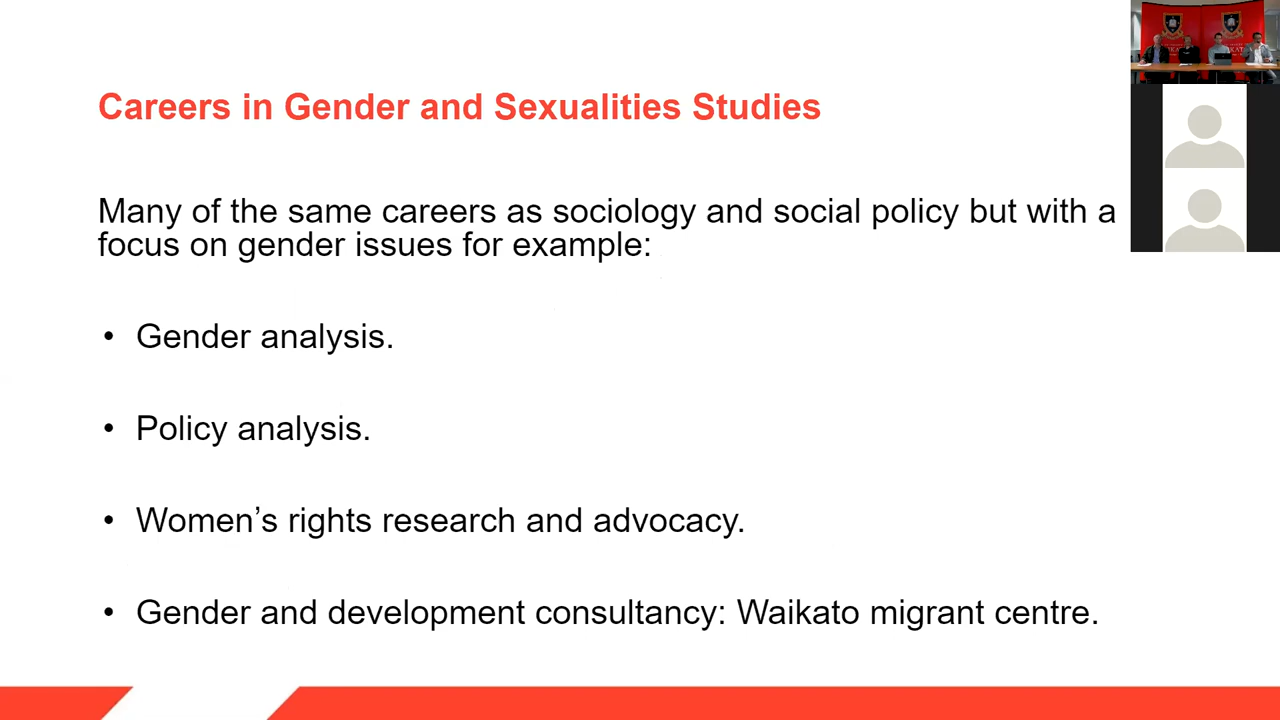 Careers in Gender and Sexualities Studies
Many of the same careers as sociology and social policy but with a
focus on gender issues for example:
• Gender analysis.
• Policy analysis.
• Women’s rights research and advocacy.
• Gender and development consultancy: Waikato migrant centre.